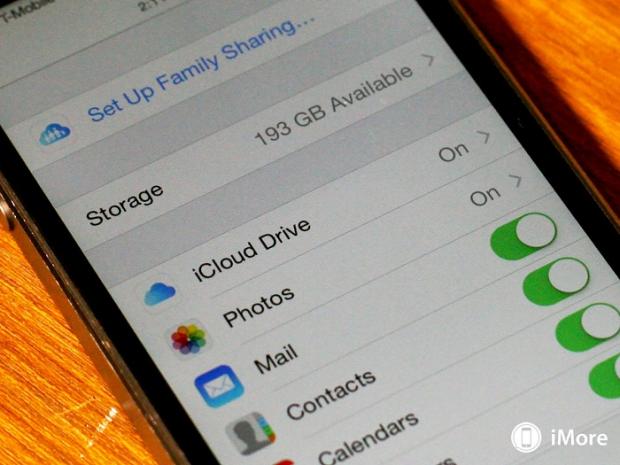 T-Mobile
Set Up Family Sharing...
Storage 193 GB Available
iCloud Drive On
Photos On
Mail
Contacts
Calendars
iMore